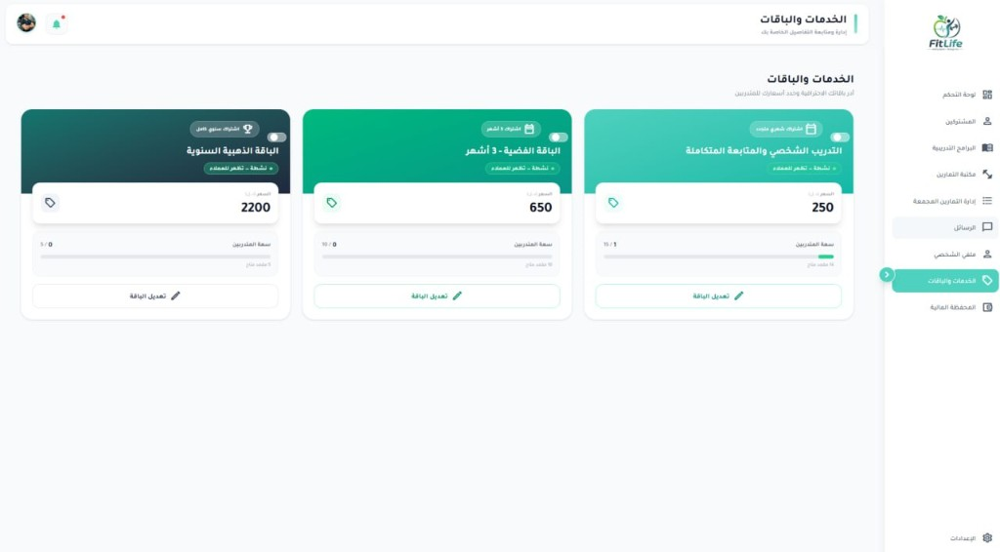 الخدمات والباقات
إدارة ومتابعة التفاصيل الخاصة بك
FitLife
لوحة التحكم
المشتركين
البرامج التدريبية
مكتبة التمارين
إدارة التمارين المجمعة
الرسائل
ملفي الشخصي
الخدمات والباقات
المحفظة المالية
الإعدادات
الخدمات والباقات
أدر باقاتك الإحترافية وحدد أسعارك للمتدربين.
اشتراك شهري متجدد
التدريب الشخصي والمتابعة المتكاملة
نشطة – تظهر للعملاء
السعر
250
سعة المتدربين
1 / 15
14 مقعد متاح
تعديل الباقة
اشتراك 3 أشهر
الباقة الفضية - 3 أشهر
نشطة – تظهر للعملاء
السعر
650
سعة المتدربين
0 / 10
10 مقعد متاح
تعديل الباقة
اشتراك سنوي كامل
الباقة الذهبية السنوية
نشطة – تظهر للعملاء
السعر
2200
سعة المتدربين
0 / 5
5 مقعد متاح
تعديل الباقة